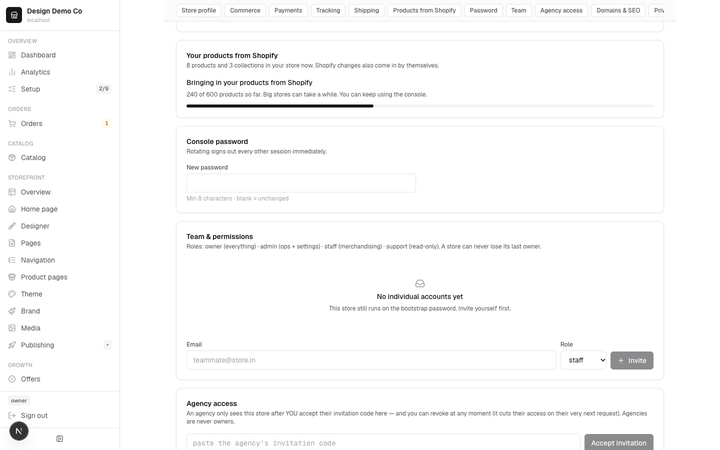 Design Demo Co
localhost
OVERVIEW
Dashboard
Analytics
Setup 2/9
ORDERS
Orders 1
CATALOG
Catalog
STOREFRONT
Overview
Home page
Designer
Pages
Navigation
Product pages
Theme
Brand
Media
Publishing
GROWTH
Offers
owner
Sign out
N
Store profile Commerce Payments Tracking Shipping Products from Shopify Password Team Agency access Domains & SEO Priv
Your products from Shopify
8 products and 3 collections in your store now. Shopify changes also come in by themselves.
Bringing in your products from Shopify
240 of 600 products so far. Big stores can take a while. You can keep using the console.
Console password
Rotating signs out every other session immediately.
New password
Min 8 characters · blank = unchanged
Team & permissions
Roles: owner (everything) · admin (ops + settings) · staff (merchandising) · support (read-only). A store can never lose its last owner.
No individual accounts yet
This store still runs on the bootstrap password. Invite yourself first.
Email Role
teammate@store.in staff + Invite
Agency access
An agency only sees this store after YOU accept their invitation code here — and you can revoke at any moment (it cuts their access on their very next request). Agencies
are never owners.
paste the agency's invitation code Accept invitation